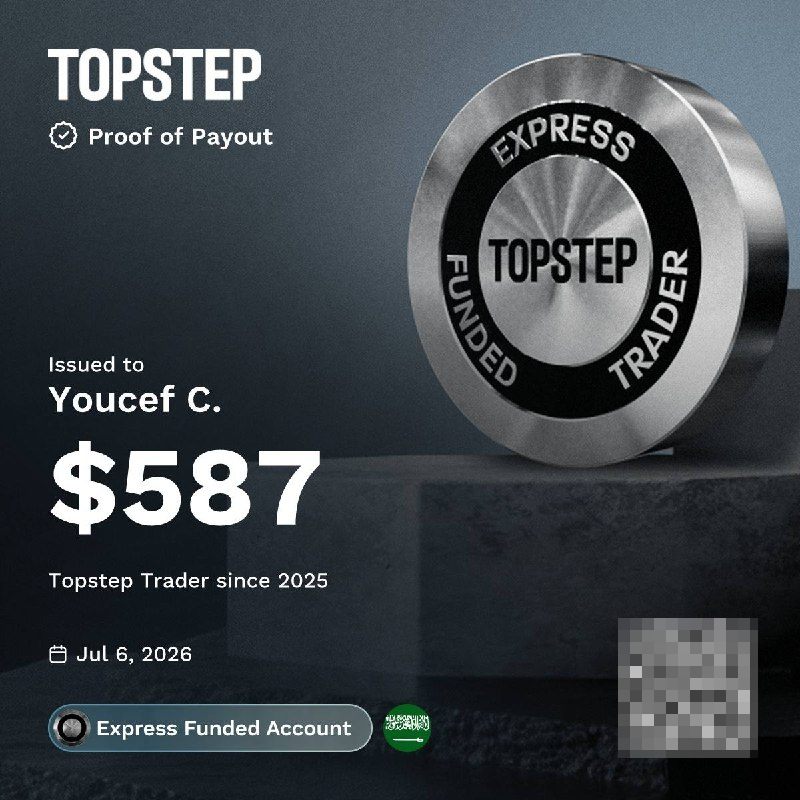 TOPSTEP
Proof of Payout
EXPRESS
FUNDED
TRADER
TOPSTEP
Issued to
Youcef C.
$587
Topstep Trader since 2025
Jul 6, 2026
Express Funded Account